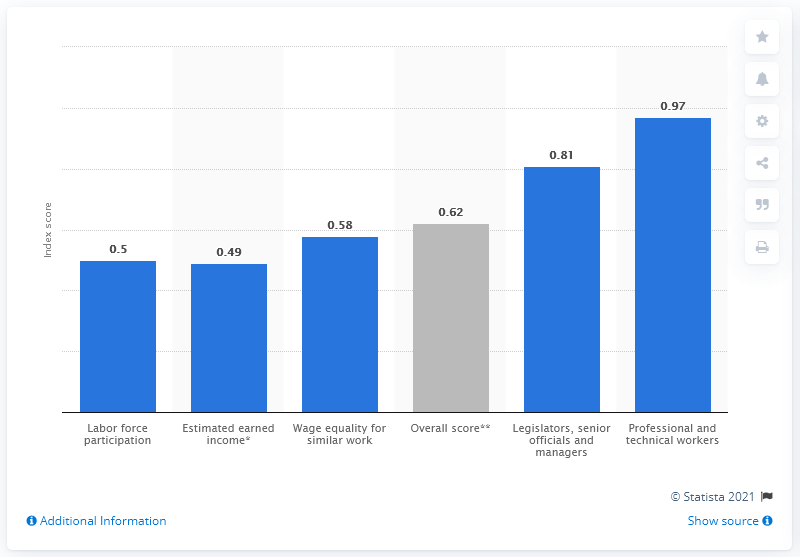 0.97
0.81
0.62
0.58
0.5
0.49
Index score
Labor force
participation
Estimated earned
income*
Wage equality for
similar work
Overall score**
Legislators, senior
officials and
managers
Professional and
technical workers
© Statista 2021
Additional Information
Show source